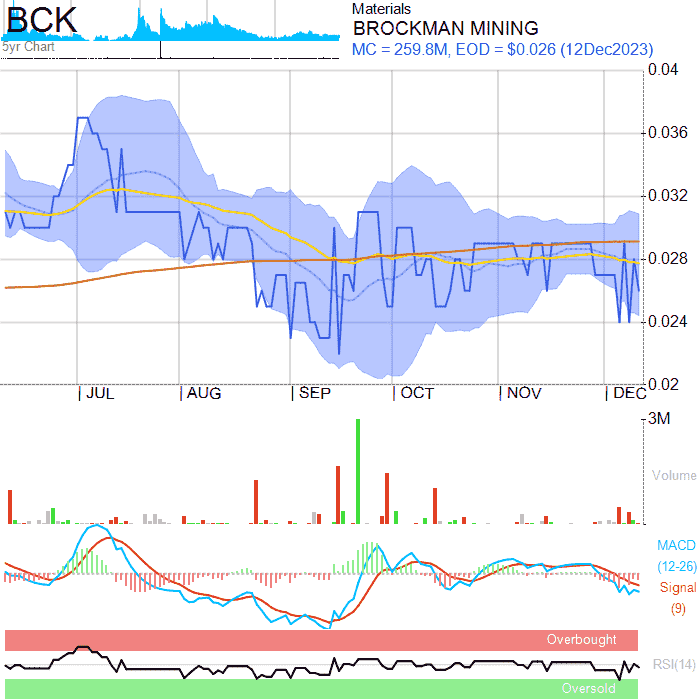 BCK
5yr Chart
Materials
BROCKMAN MINING
MC = 259.8M, EOD = $0.026 (12Dec2023)
0.04
0.036
0.032
0.028
0.024
0.02
| JUL | AUG | SEP | OCT | NOV | DEC
3M
Volume
MACD
(12-26)
Signal
(9)
Overbought
RSI(14)
Oversold